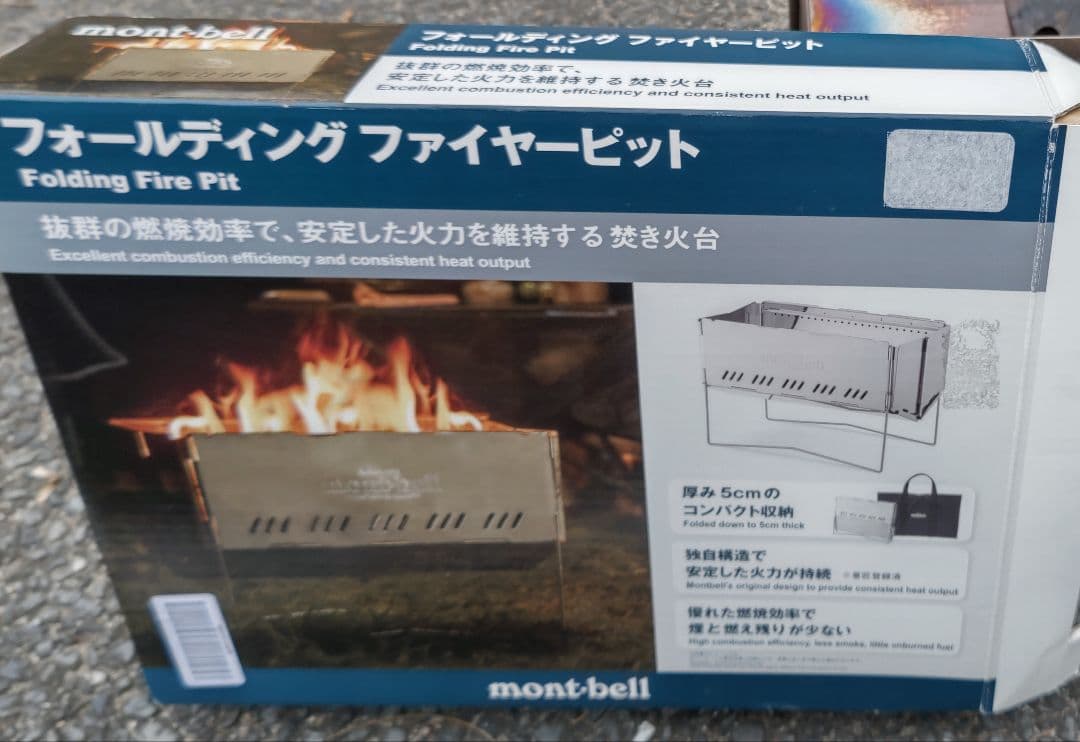 mont-bell
フォールディング ファイヤーピット
Folding Fire Pit
抜群の燃焼効率で、
安定した火力を維持する焚き火台
Excellent combustion efficiency and consistent heat output
フォールディング ファイヤーピット
Folding Fire Pit
抜群の燃焼効率で、安定した火力を維持する焚き火台
Excellent combustion efficiency and consistent heat output
厚み5cmの
コンパクト収納
Folded down to 5cm thick
独自構造で
安定した火力が持続 ※意匠登録済
Montbell's original design to provide consistent heat output
優れた燃焼効率で
煙と燃え残りが少ない
High combustion efficiency, less smoke, little unburned fuel
mont-bell